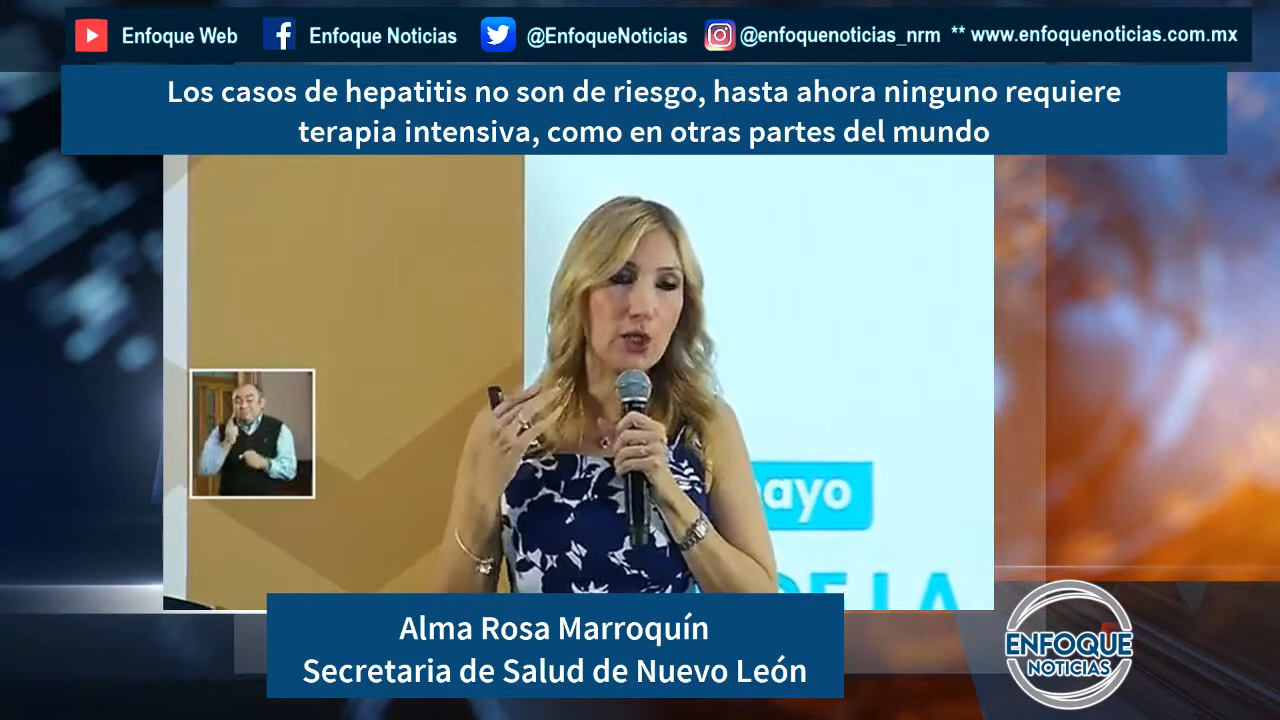 Enfoque Web Enfoque Noticias @EnfoqueNoticias @enfoquenoticias_nrm ** www.enfoquenoticias.com.mx
Los casos de hepatitis no son de riesgo, hasta ahora ninguno requiere
terapia intensiva, como en otras partes del mundo
ayo
DE LA
Alma Rosa Marroquín
Secretaria de Salud de Nuevo León
ENFOQUE
NOTICIAS